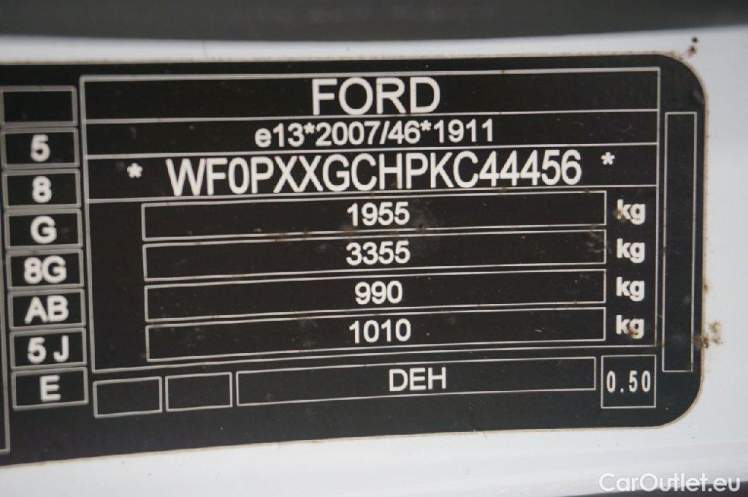 FORD
e13*2007/46*1911
* WF0PXXGCHPKC44456 *
1955 kg
3355 kg
990 kg
1010 kg
DEH
0.50
5
8
G
8G
AB
5 J
E
CarOutlet.eu